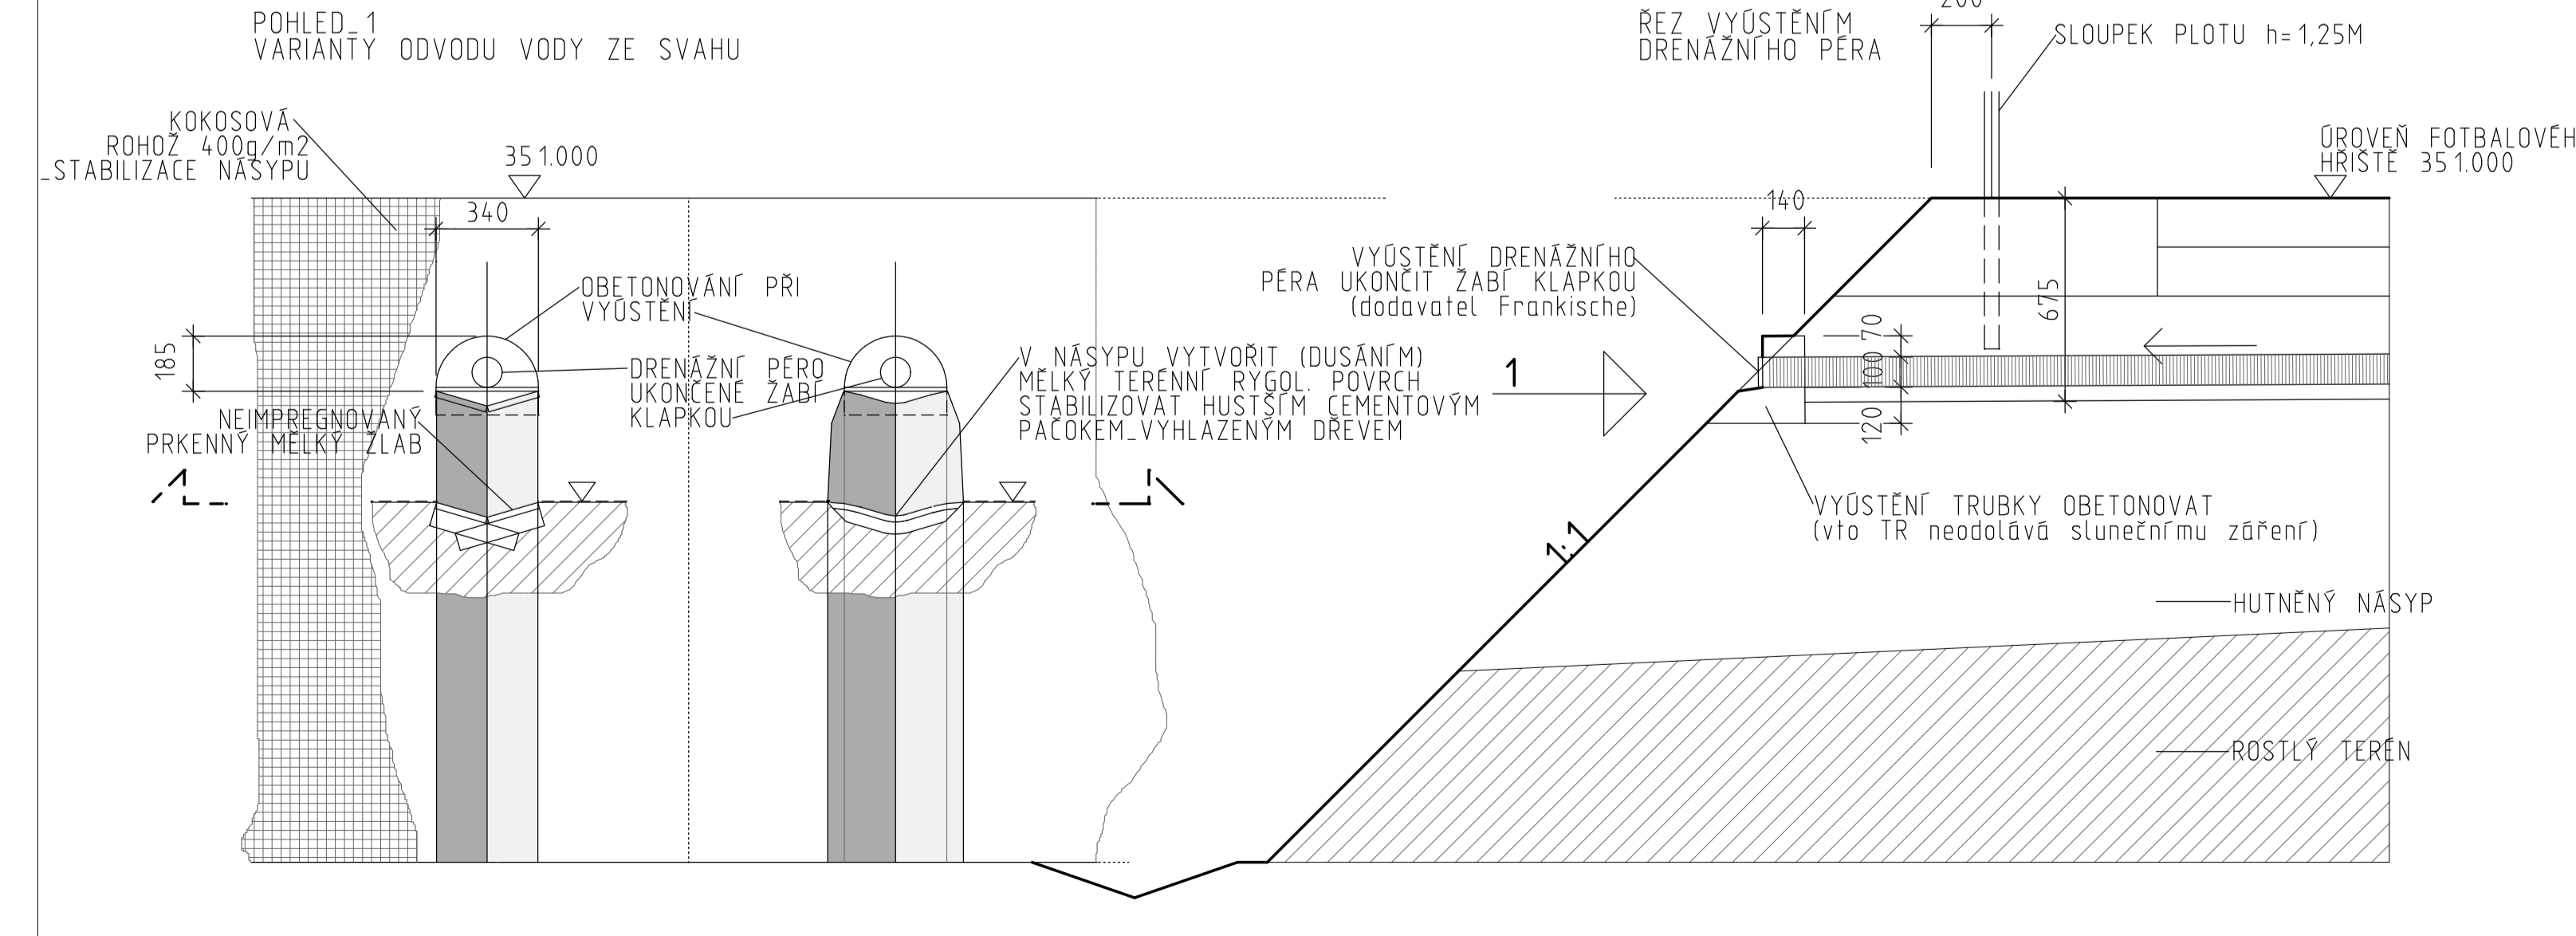 POHLED_1
VARIANTY ODVODU VODY ZE SVAHU
KOKOSOVÁ
ROHOŽ 400g/m2
_STABILIZACE NÁSYPU
351.000
340
185
OBETONOVÁNÍ PŘI
VYÚSTĚNÍ
DRENÁŽNÍ PÉRO
UKONČENÉ ŽABÍ
KLAPKOU
NEIMPREGNOVANÝ
PRKENNÝ MĚLKÝ ŽLAB
V NÁSYPU VYTVOŘIT (DUSÁNÍM)
MĚLKÝ TERÉNNÍ RYGOL. POVRCH
STABILIZOVAT HUSTŠÍM CEMENTOVÝM
PAČOKEM_VYHLAZENÝM DŘEVEM
ŘEZ VYÚSTĚNÍM
DRENÁŽNÍHO PÉRA
200
SLOUPEK PLOTU h=1,25M
ÚROVEŇ FOTBALOVÉH
HŘIŠTĚ 351.000
140
VYÚSTĚNÍ DRENÁŽNÍHO
PÉRA UKONČIT ŽABÍ KLAPKOU
(dodavatel Frankische)
1
675
70
100
120
VYÚSTĚNÍ TRUBKY OBETONOVAT
(vto TR neodolává slunečnímu záření)
1:1
HUTNĚNÝ NÁSYP
ROSTLÝ TERÉN